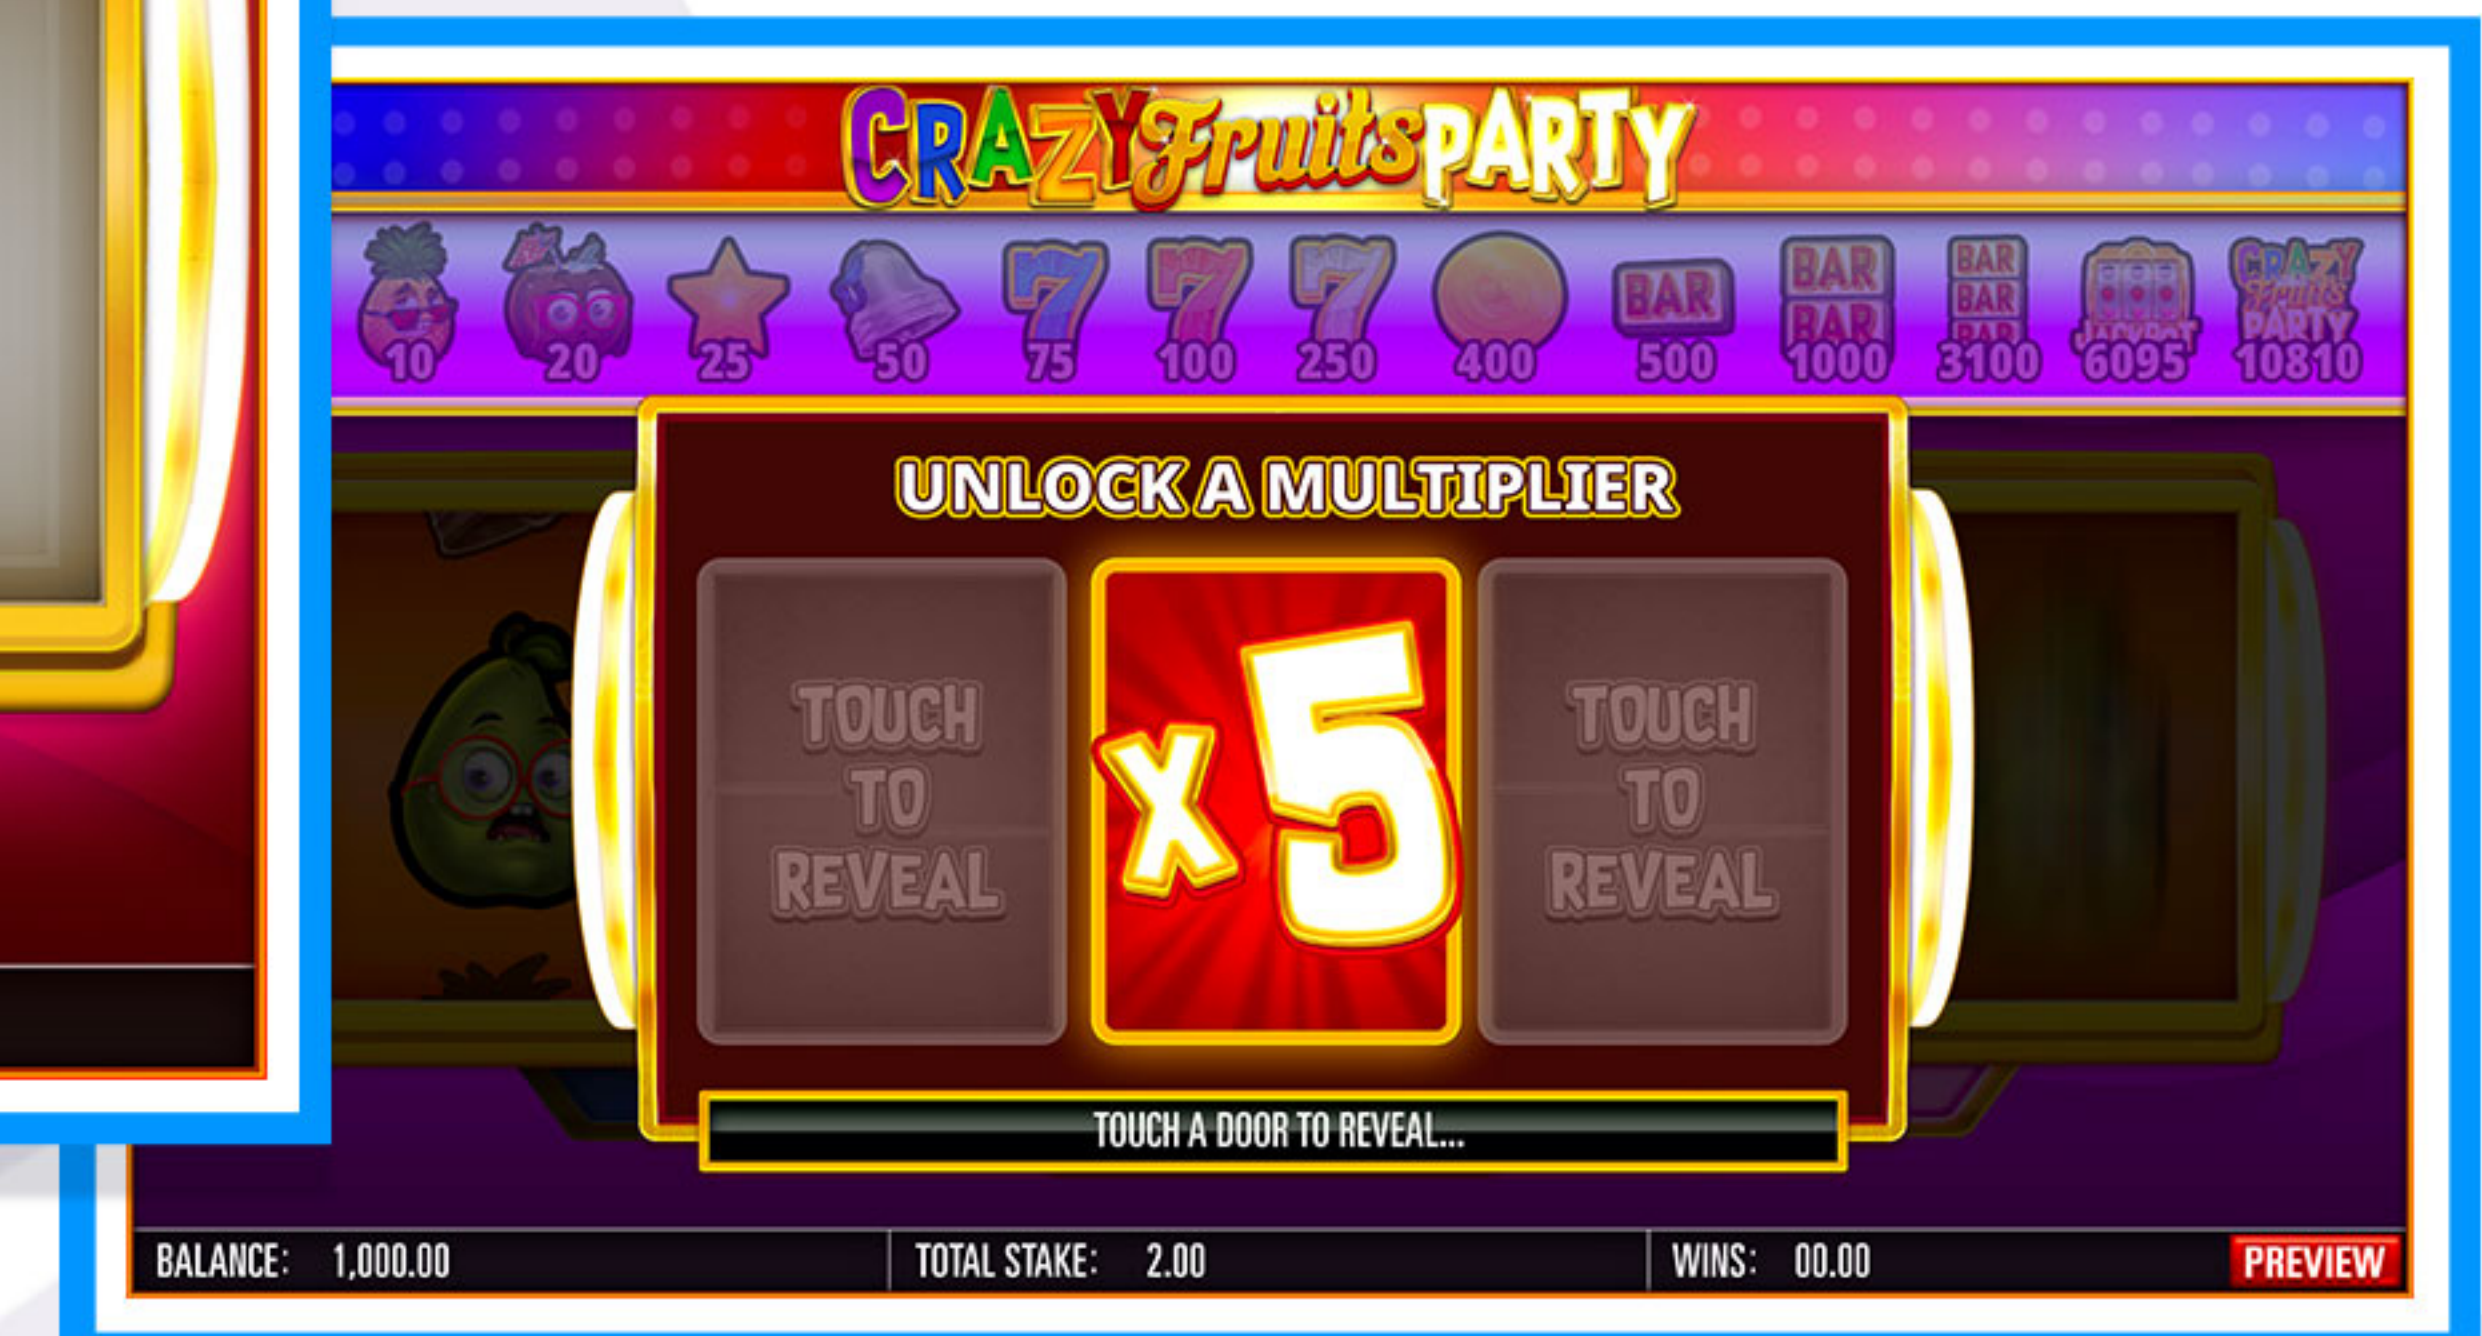 CRAZY Fruits PARTY
BAR BAR BAR JACKPOT CRAZY
BAR BAR Fruits
BAR PARTY
10 20 25 50 75 100 250 400 500 1000 3100 6095 10810
UNLOCK A MULTIPLIER
TOUCH TO REVEAL
x5
TOUCH TO REVEAL
TOUCH A DOOR TO REVEAL...
BALANCE: 1,000.00 TOTAL STAKE: 2.00 WINS: 00.00 PREVIEW